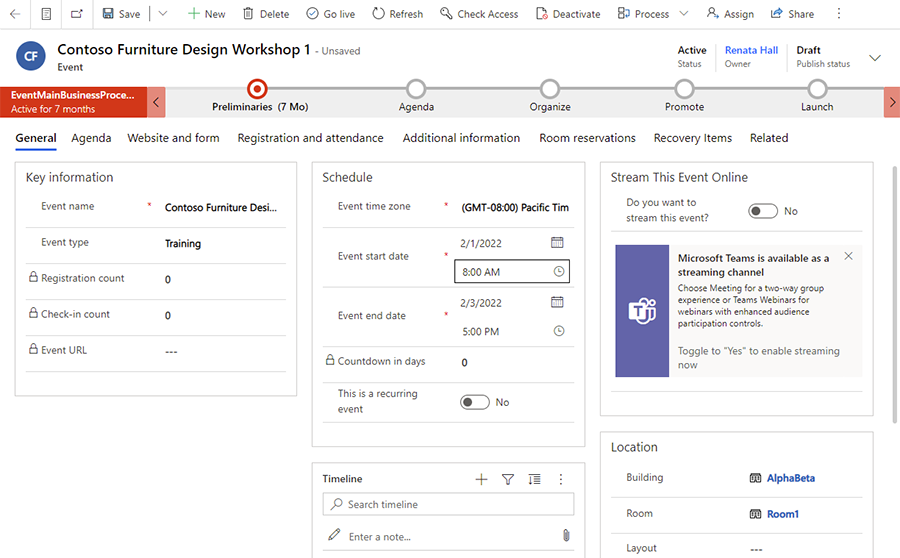 Save
New
Delete
Go live
Refresh
Check Access
Deactivate
Process
Assign
Share
CF
Contoso Furniture Design Workshop 1 - Unsaved
Event
Active
Status
Renata Hall
Owner
Draft
Publish status
EventMainBusinessProce...
Active for 7 months
Preliminaries (7 Mo)
Agenda
Organize
Promote
Launch
General
Agenda
Website and form
Registration and attendance
Additional information
Room reservations
Recovery Items
Related
Key information
Event name * Contoso Furniture Desi...
Event type Training
Registration count 0
Check-in count 0
Event URL ---
Schedule
Event time zone * (GMT-08:00) Pacific Tim
Event start date * 2/1/2022
8:00 AM
Event end date * 2/3/2022
5:00 PM
Countdown in days 0
This is a recurring
event No
Timeline
Search timeline
Enter a note...
Stream This Event Online
Do you want to
stream this event? No
Microsoft Teams is available as a
streaming channel
Choose Meeting for a two-way group
experience or Teams Webinars for
webinars with enhanced audience
participation controls.
Toggle to "Yes" to enable streaming
now
Location
Building AlphaBeta
Room Room1
Layout ---